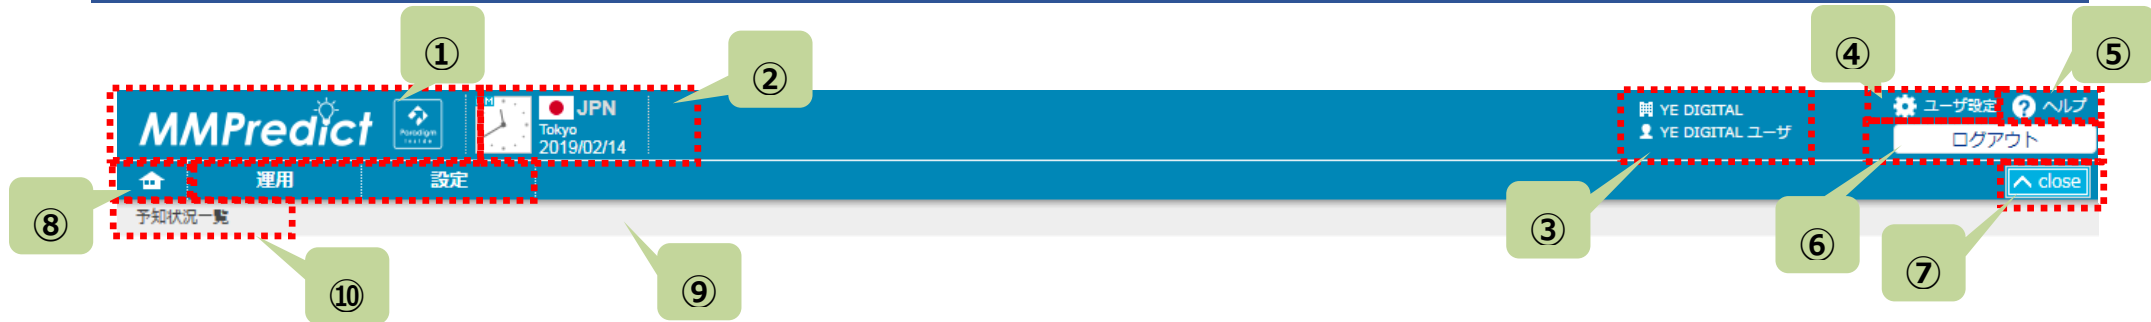 ①
②
④
⑤
MMPredict
Paradigm
inside
JPN
Tokyo
2019/02/14
YE DIGITAL
YE DIGITAL ユーザ
ユーザ設定
ヘルプ
ログアウト
運用
設定
close
予知状況一覧
⑧
⑩
⑨
③
⑥
⑦